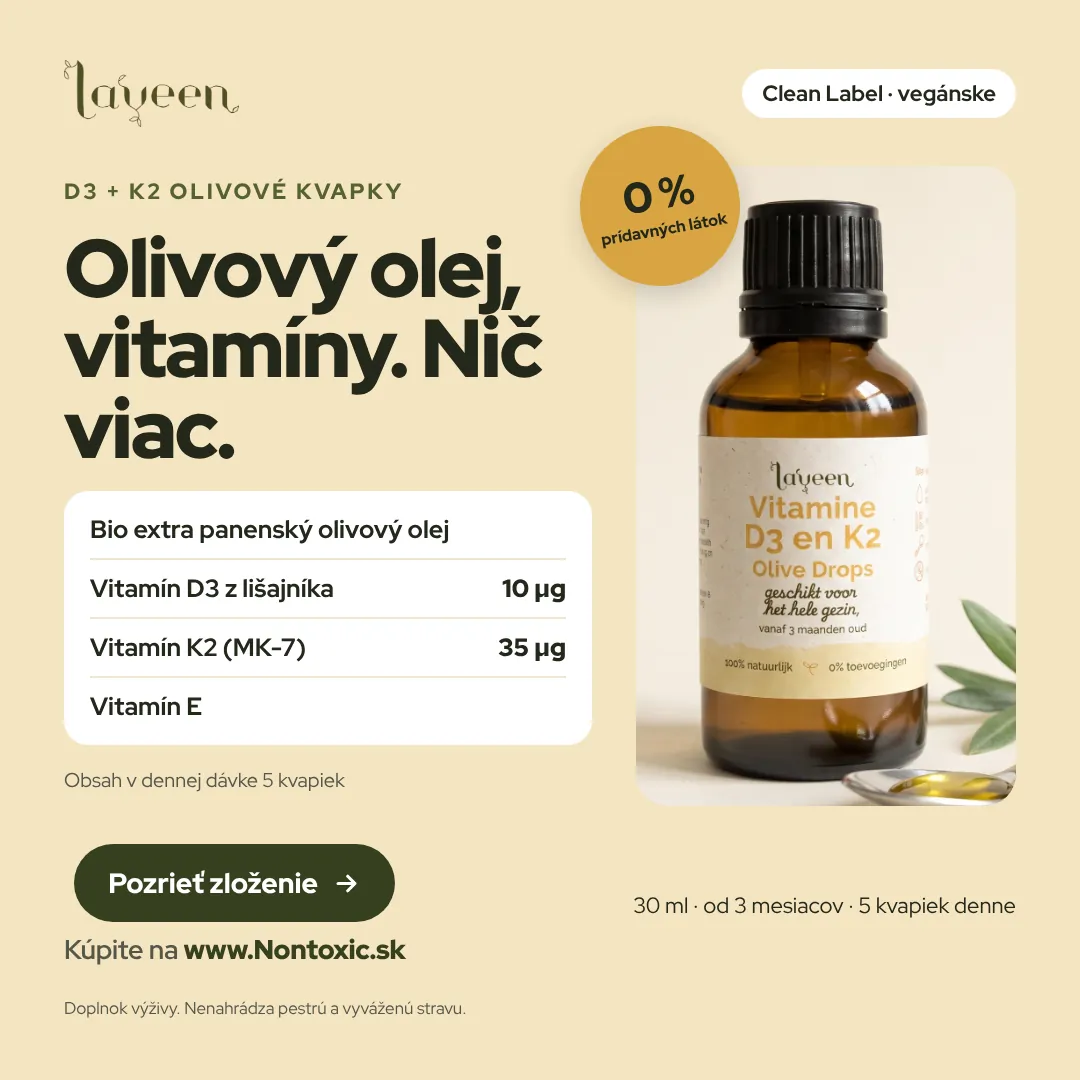 laveen
Clean Label · vegánske
D3 + K2 OLIVOVÉ KVAPKY
Olivový olej,
vitamíny. Nič
viac.
0 %
prídavných látok
Bio extra panenský olivový olej
Vitamín D3 z lišajníka 10 µg
Vitamín K2 (MK-7) 35 µg
Vitamín E
Obsah v dennej dávke 5 kvapiek
laveen
Vitamine
D3 en K2
Olive Drops
geschikt voor
het hele gezin,
vanaf 3 maanden oud
100% natuurlijk 0% toevoegingen
Pozrieť zloženie →
30 ml · od 3 mesiacov · 5 kvapiek denne
Kúpite na www.Nontoxic.sk
Doplnok výživy. Nenahrádza pestrú a vyváženú stravu.